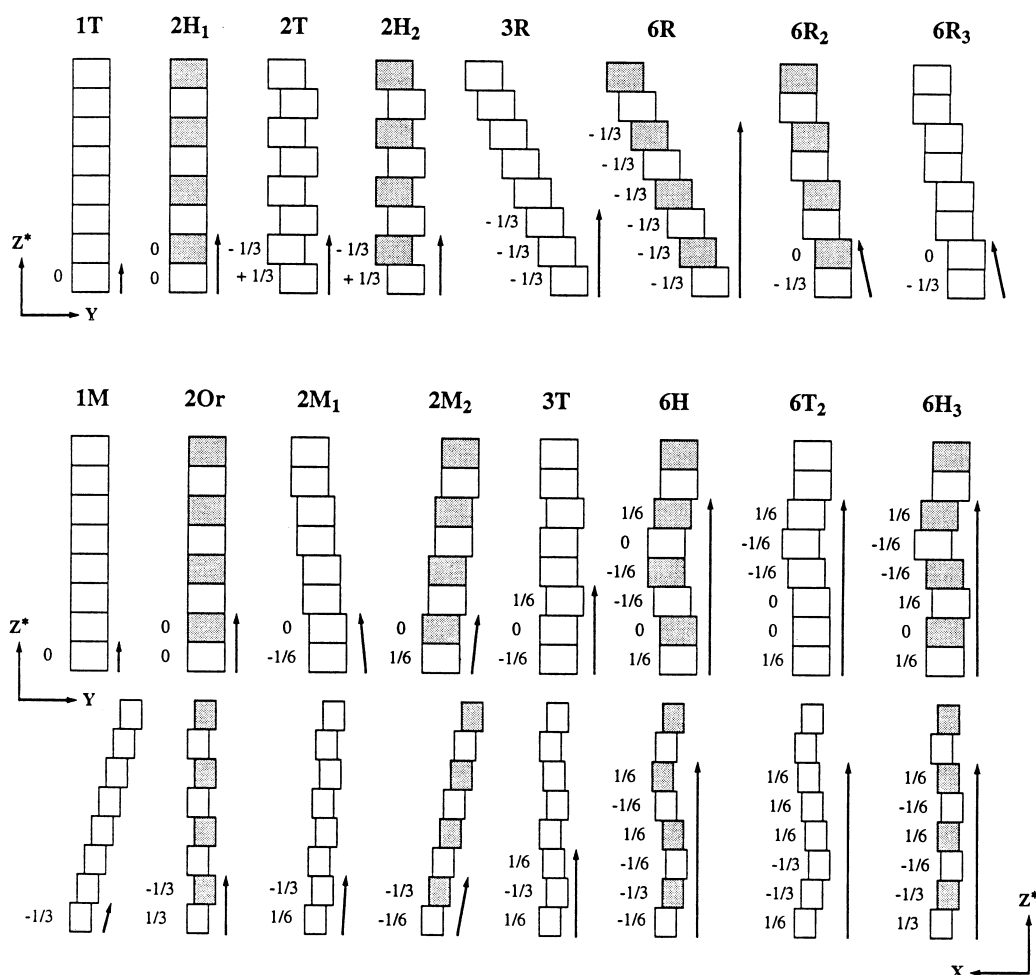 1T 2H₁ 2T 2H₂ 3R 6R 6R₂ 6R₃
- 1/3
- 1/3
- 1/3
- 1/3 - 1/3
Z* 0 - 1/3 - 1/3 - 1/3 - 1/3 0 0
0 0 + 1/3 + 1/3 - 1/3 - 1/3 - 1/3 - 1/3
Y
1M 2Or 2M₁ 2M₂ 3T 6H 6T₂ 6H₃
1/6 1/6 1/6
0 -1/6 -1/6
-1/6 -1/6 -1/6
1/6 -1/6 0 1/6
Z* 0 0 0 0 0 0 0
0 0 -1/6 1/6 -1/6 1/6 1/6 1/6
Y
1/6 1/6 1/6
-1/6 1/6 -1/6
1/6 1/6 1/6
1/6 -1/6 -1/3 -1/6
-1/3 -1/3 -1/3 -1/3 -1/3 -1/3 -1/3
-1/3 1/3 1/6 -1/6 1/6 -1/6 1/6 1/3
Z*
X